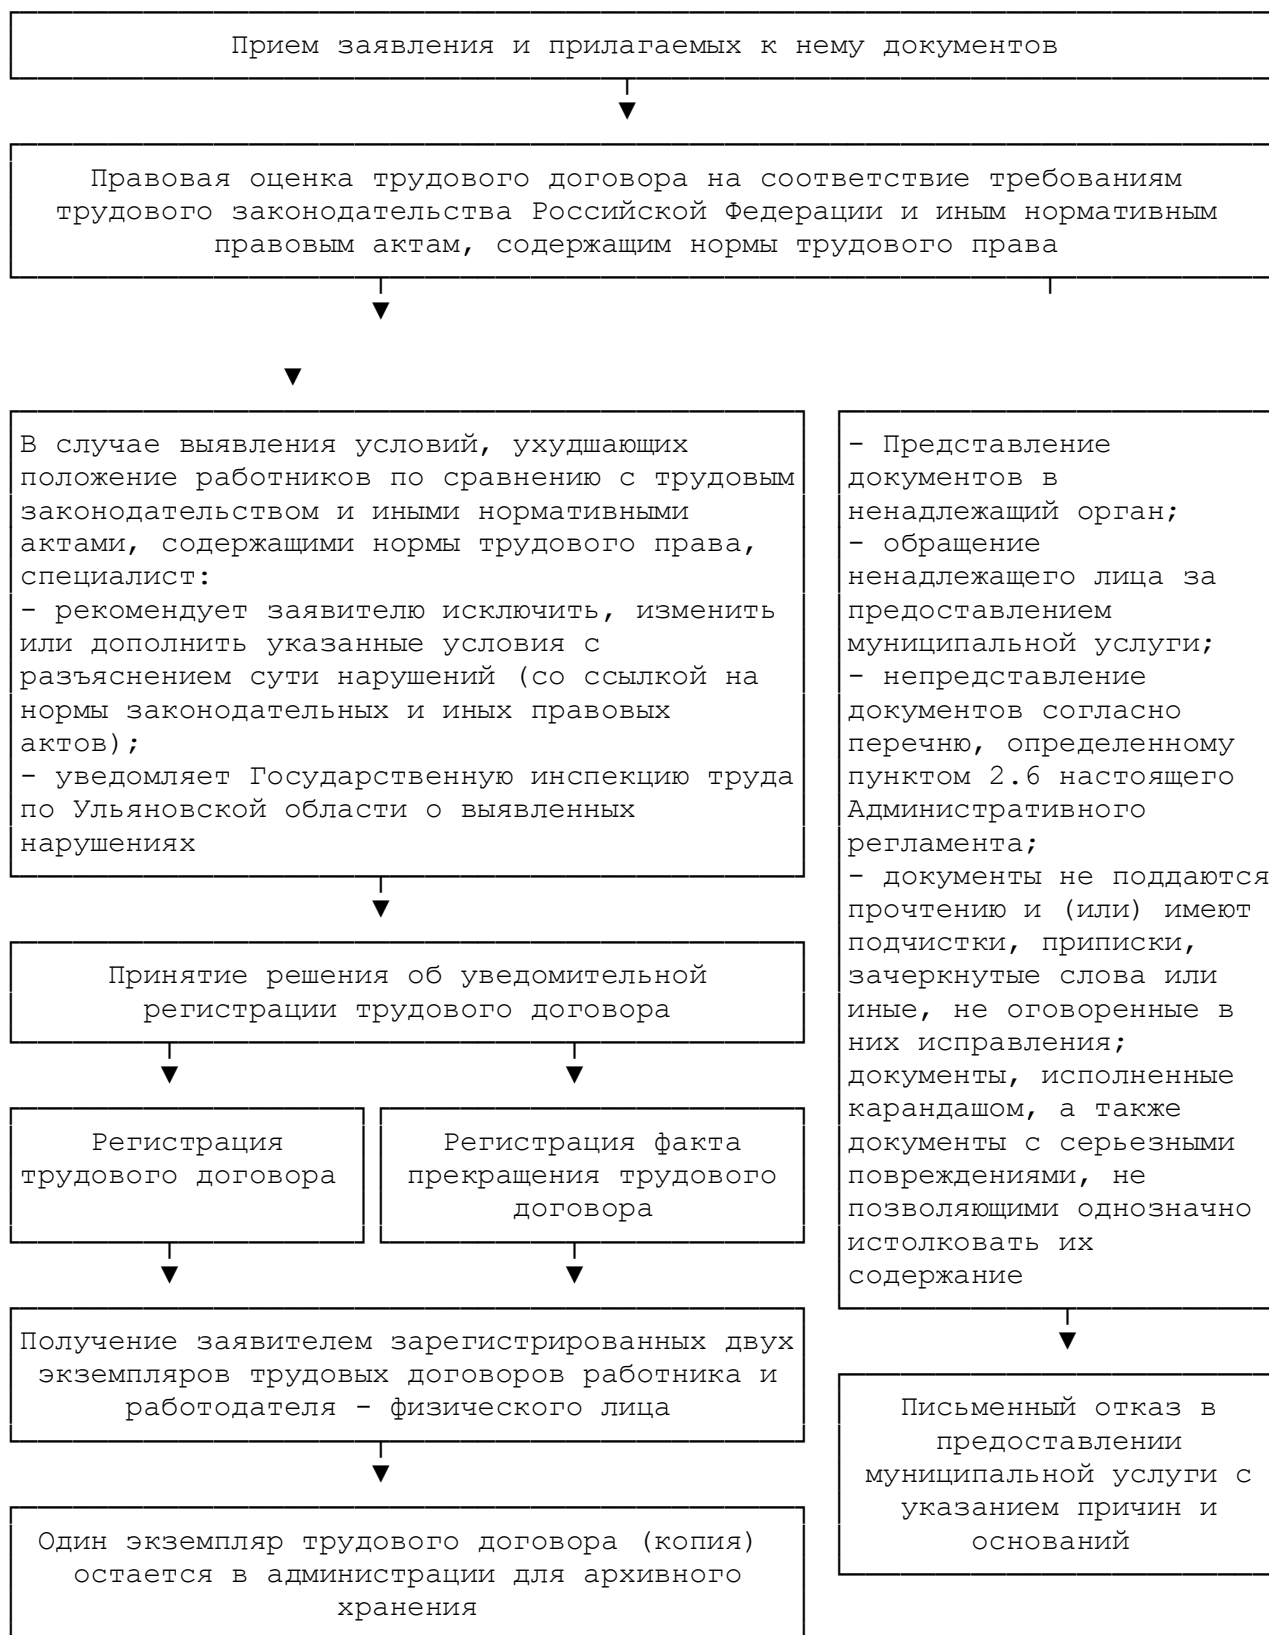 Прием заявления и прилагаемых к нему документов
Правовая оценка трудового договора на соответствие требованиям
трудового законодательства Российской Федерации и иным нормативным
правовым актам, содержащим нормы трудового права
В случае выявления условий, ухудшающих
положение работников по сравнению с трудовым
законодательством и иными нормативными
актами, содержащими нормы трудового права,
специалист:
- рекомендует заявителю исключить, изменить
или дополнить указанные условия с
разъяснением сути нарушений (со ссылкой на
нормы законодательных и иных правовых
актов);
- уведомляет Государственную инспекцию труда
по Ульяновской области о выявленных
нарушениях
- Представление
документов в
ненадлежащий орган;
- обращение
ненадлежащего лица за
предоставлением
муниципальной услуги;
- непредставление
документов согласно
перечню, определенному
пунктом 2.6 настоящего
Административного
регламента;
- документы не поддаются
прочтению и (или) имеют
подчистки, приписки,
зачеркнутые слова или
иные, не оговоренные в
них исправления;
документы, исполненные
карандашом, а также
документы с серьезными
повреждениями, не
позволяющими однозначно
истолковать их
содержание
Принятие решения об уведомительной
регистрации трудового договора
Регистрация
трудового договора
Регистрация факта
прекращения трудового
договора
Получение заявителем зарегистрированных двух
экземпляров трудовых договоров работника и
работодателя - физического лица
Письменный отказ в
предоставлении
муниципальной услуги с
указанием причин и
оснований
Один экземпляр трудового договора (копия)
остается в администрации для архивного
хранения